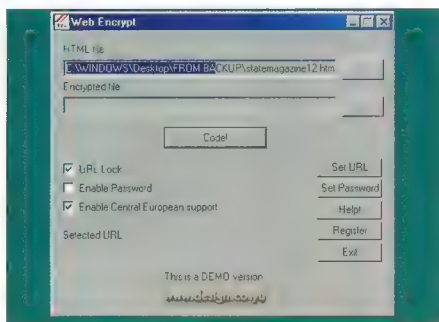 Web Encrypt
HTML file
C:\WINDOWS\Desktop\FROM BACKUP\statemagazine12.htm
Encrypted file
Code!
URL Lock
Set URL
Enable Password
Set Password
Enable Central European support
Help!
Selected URL
Register
Exit
This is a DEMO version